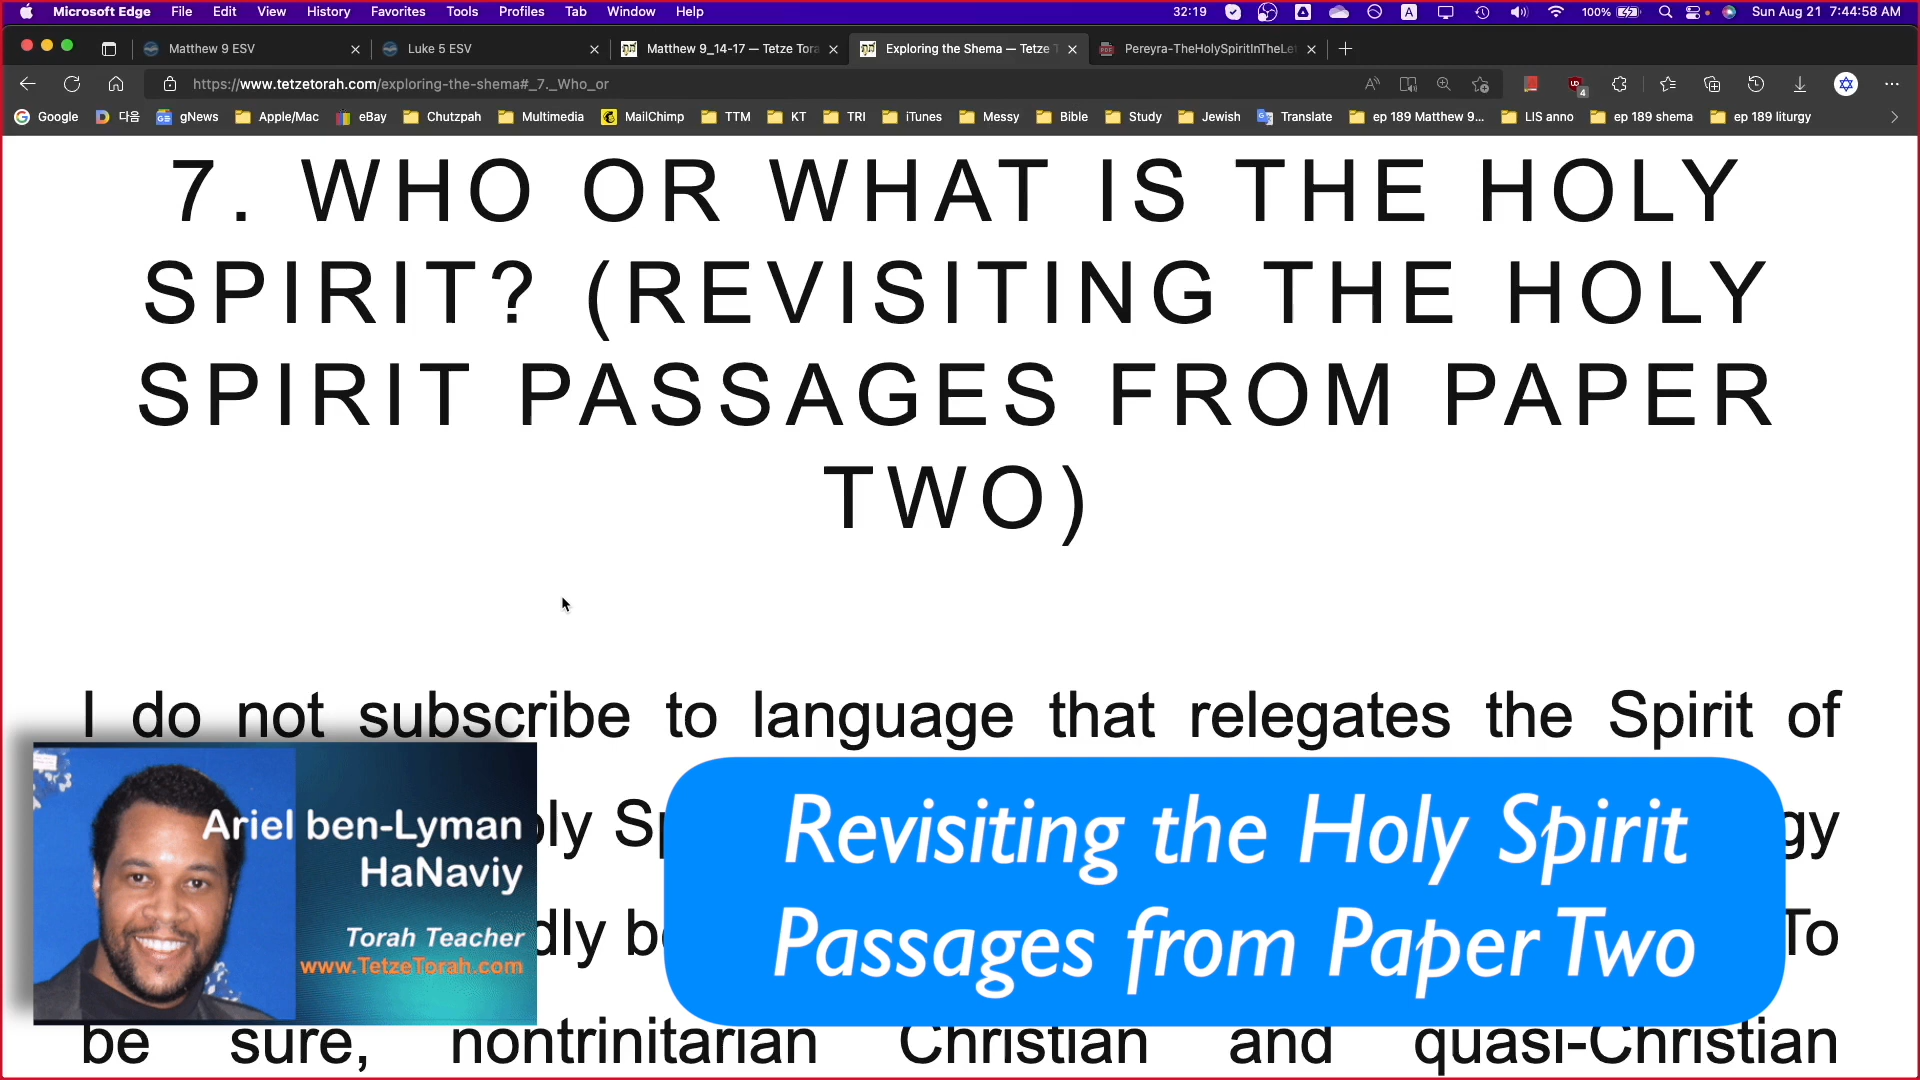 Microsoft Edge File Edit View History Favorites Tools Profiles Tab Window Help 32:19 A 100% Sun Aug 21 7:44:58 AM
Matthew 9 ESV Luke 5 ESV Matthew 9_14-17 — Tetze Tora Exploring the Shema — Tetze T Pereyra-TheHolySpiritInTheLet
https://www.tetzetorah.com/exploring-the-shema#_7._Who_or 4
Google 다음 gNews Apple/Mac eBay Chutzpah Multimedia MailChimp TTM KT TRI iTunes Messy Bible Study Jewish Translate ep 189 Matthew 9... LIS anno ep 189 shema ep 189 liturgy
7. WHO OR WHAT IS THE HOLY
SPIRIT? (REVISITING THE HOLY
SPIRIT PASSAGES FROM PAPER
TWO)
I do not subscribe to language that relegates the Spirit of
Ariel ben-Lyman
HaNaviy
Torah Teacher
www.TetzeTorah.com
Revisiting the Holy Spirit
Passages from Paper Two
To
be sure, nontrinitarian Christian and quasi-Christian